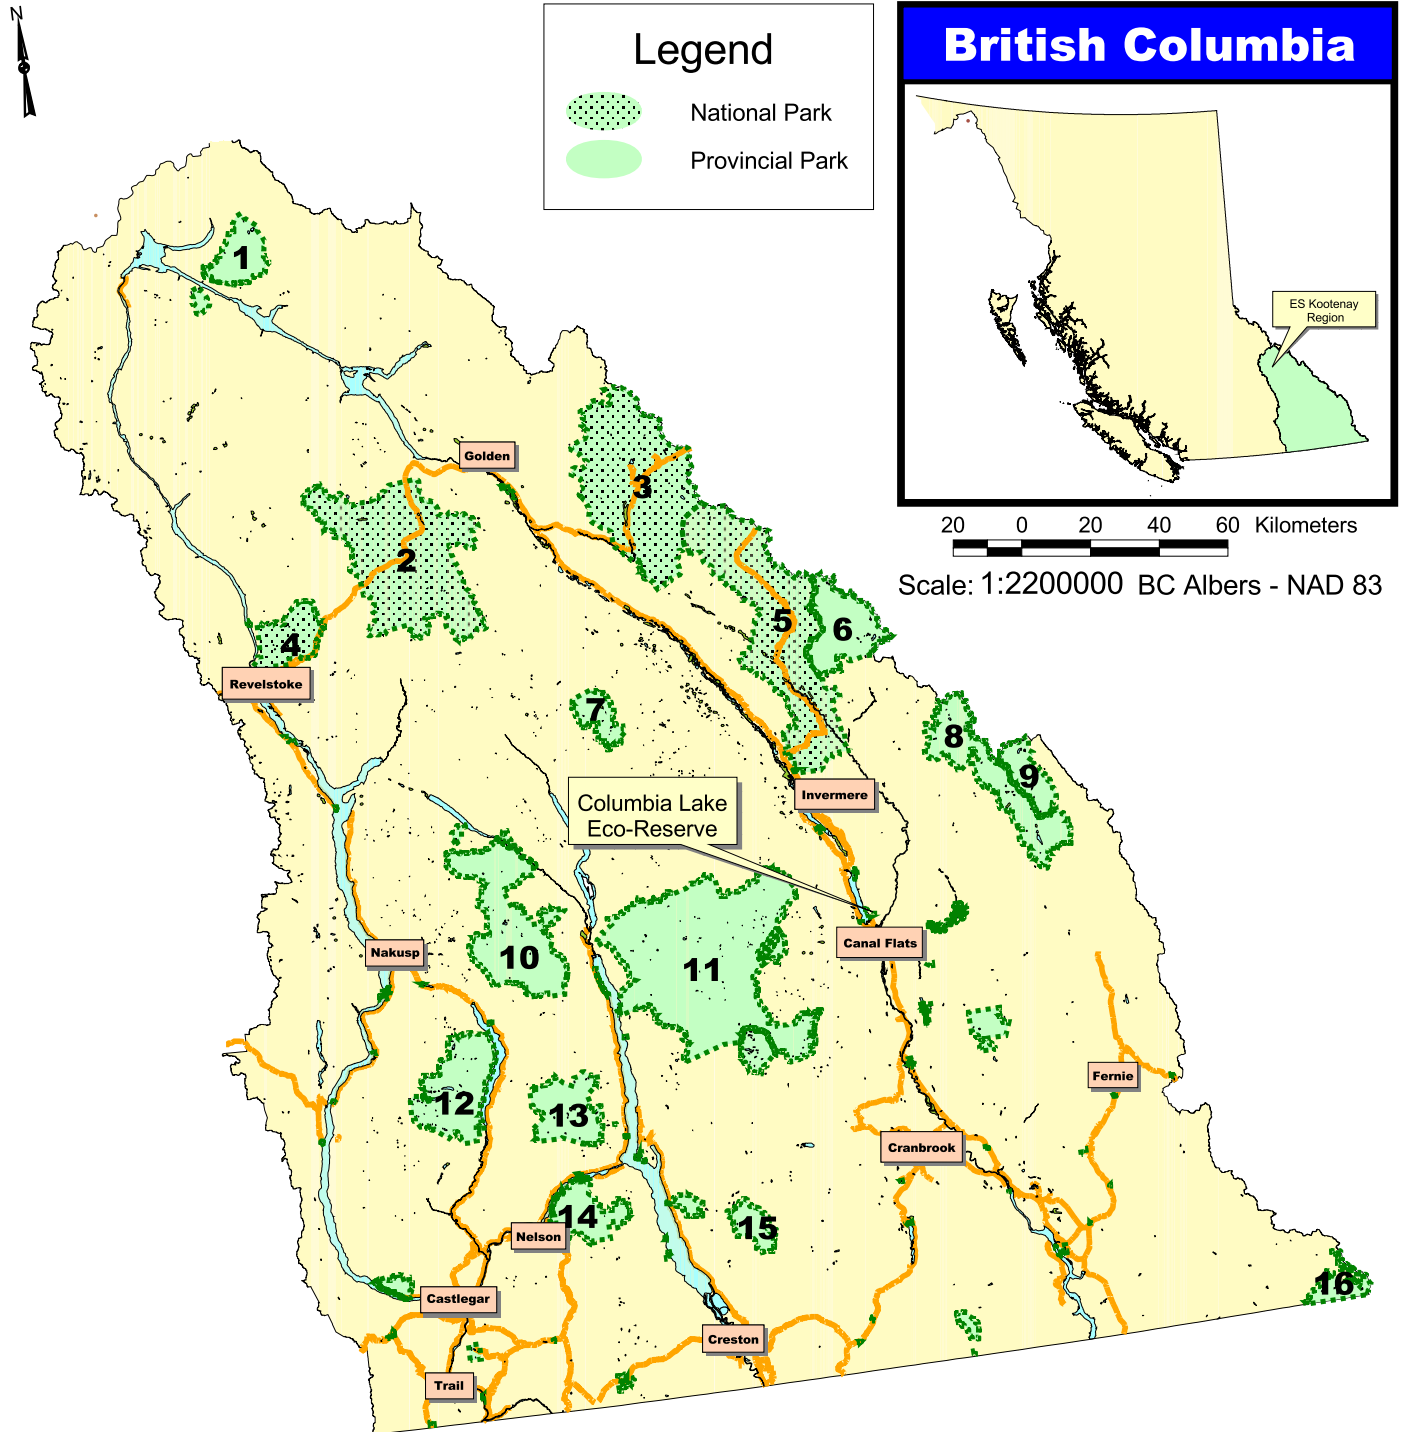 N
Legend
National Park
Provincial Park
British Columbia
ES Kootenay
Region
20 0 20 40 60 Kilometers
Scale: 1:2200000 BC Albers - NAD 83
1
Golden
3
2
5
6
4
Revelstoke
7
8
9
Invermere
Columbia Lake
Eco-Reserve
Canal Flats
Nakusp
10
11
Fernie
12
13
Cranbrook
14
15
Nelson
16
Castlegar
Creston
Trail